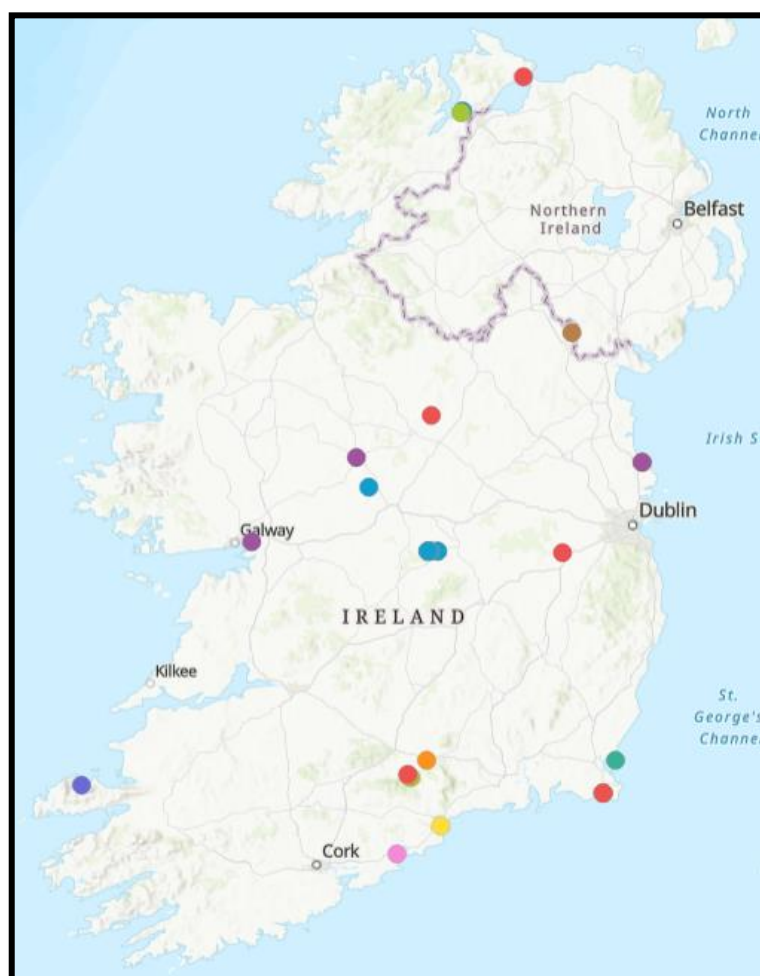 North
Channel
Belfast
Northern
Ireland
Irish S
Dublin
Galway
IRELAND
Kilkee
St.
George's
Channel
Cork